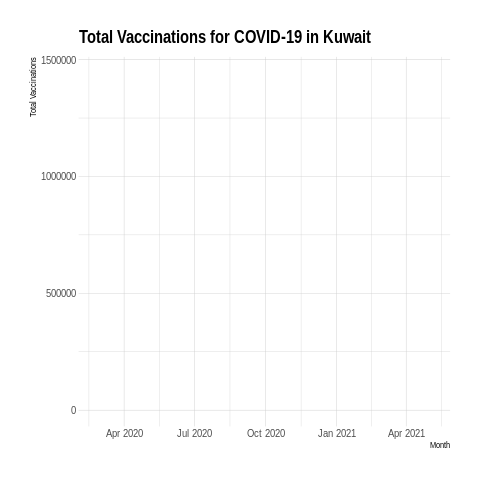 Total Vaccinations for COVID-19 in Kuwait
Total Vaccinations
1500000
1000000
500000
0
Apr 2020 Jul 2020 Oct 2020 Jan 2021 Apr 2021
Month